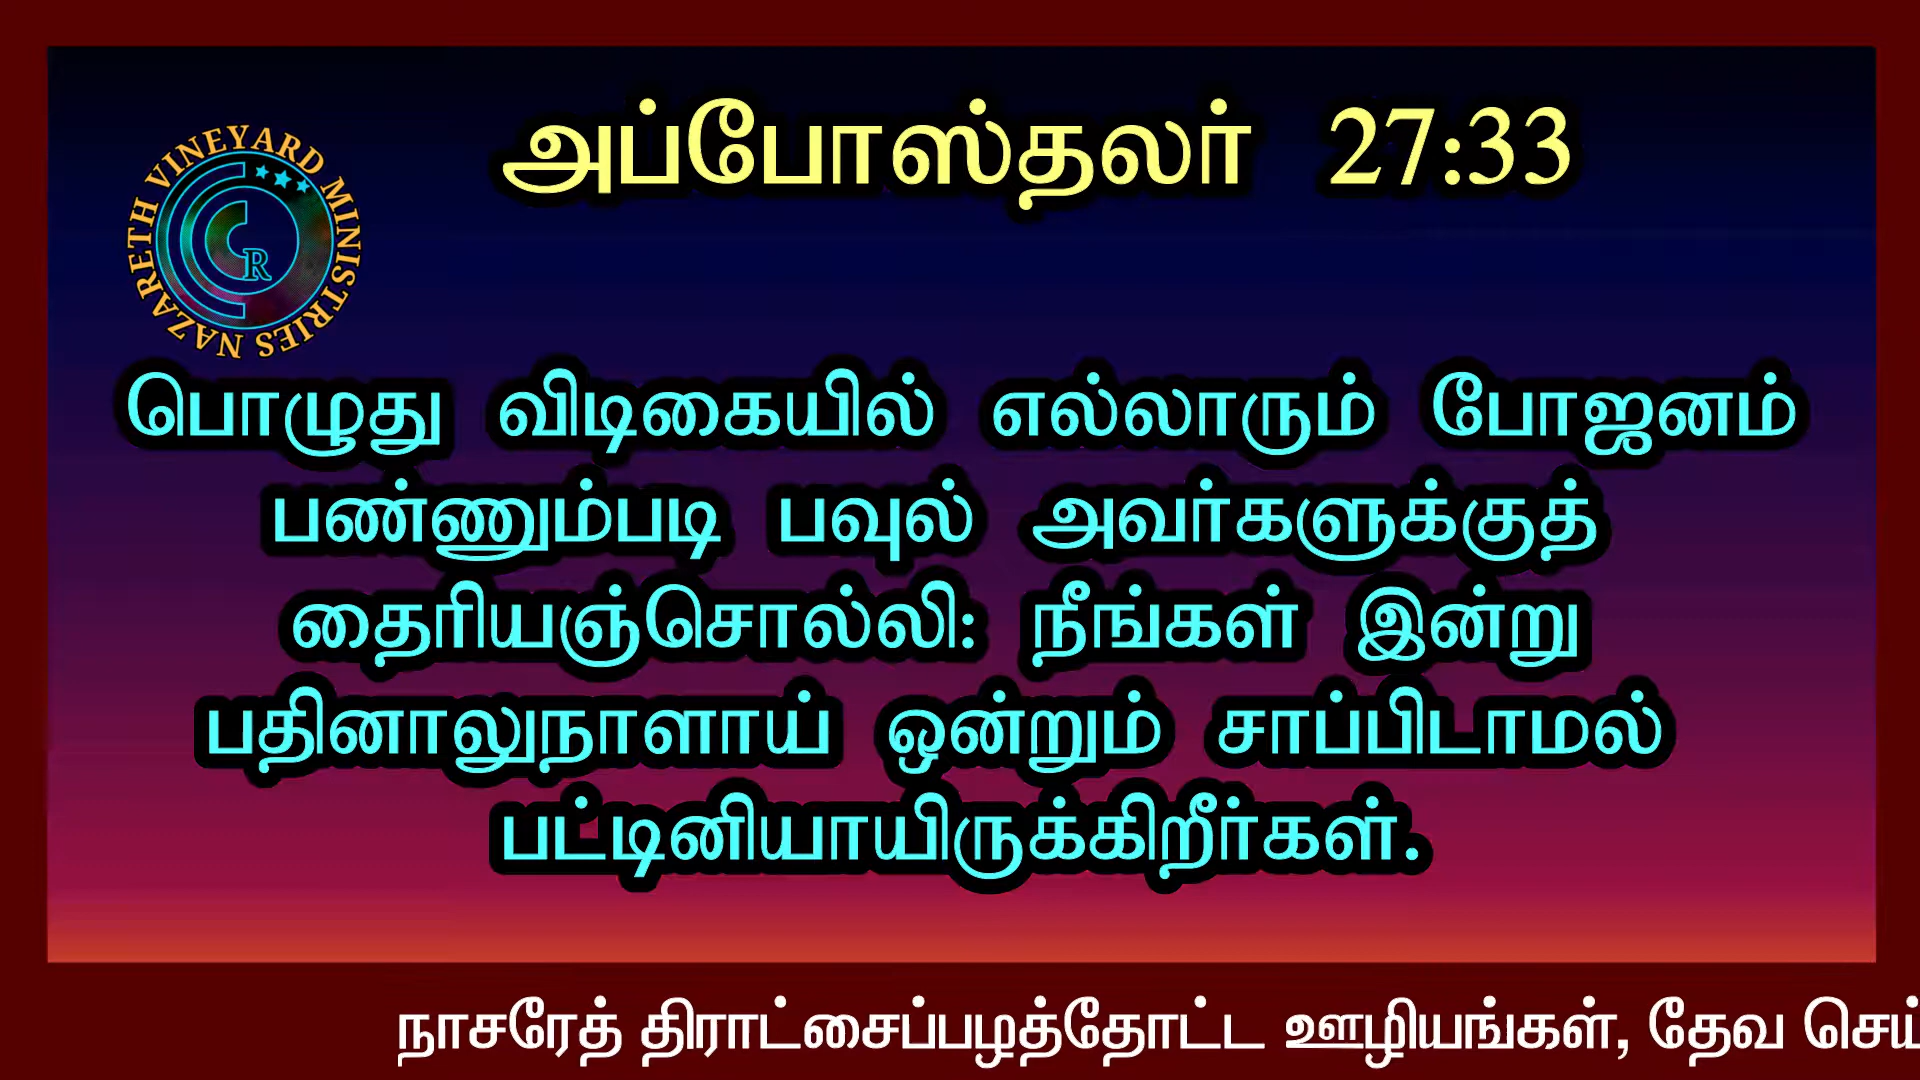 அப்போஸ்தலர் 27:33
VINEYARD MINISTRIES NAZARETH
CR
பொழுது விடிகையில் எல்லாரும் போஜனம்
பண்ணும்படி பவுல் அவர்களுக்குத்
தைரியஞ்சொல்லி: நீங்கள் இன்று
பதினாலுநாளாய் ஒன்றும் சாப்பிடாமல்
பட்டினியாயிருக்கிறீர்கள்.
நாசரேத் திராட்சைப்பழத்தோட்ட ஊழியங்கள், தேவ செய்